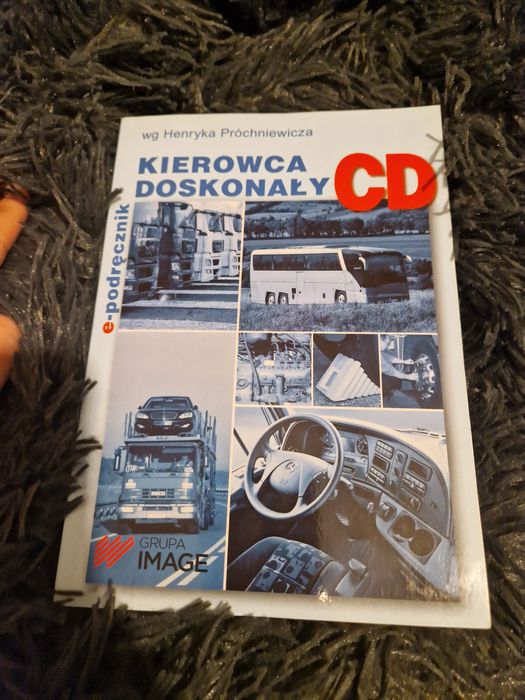 wg Henryka Próchniewicza
KIEROWCA
DOSKONAŁY CD
e-podręcznik
GRUPA
IMAGE